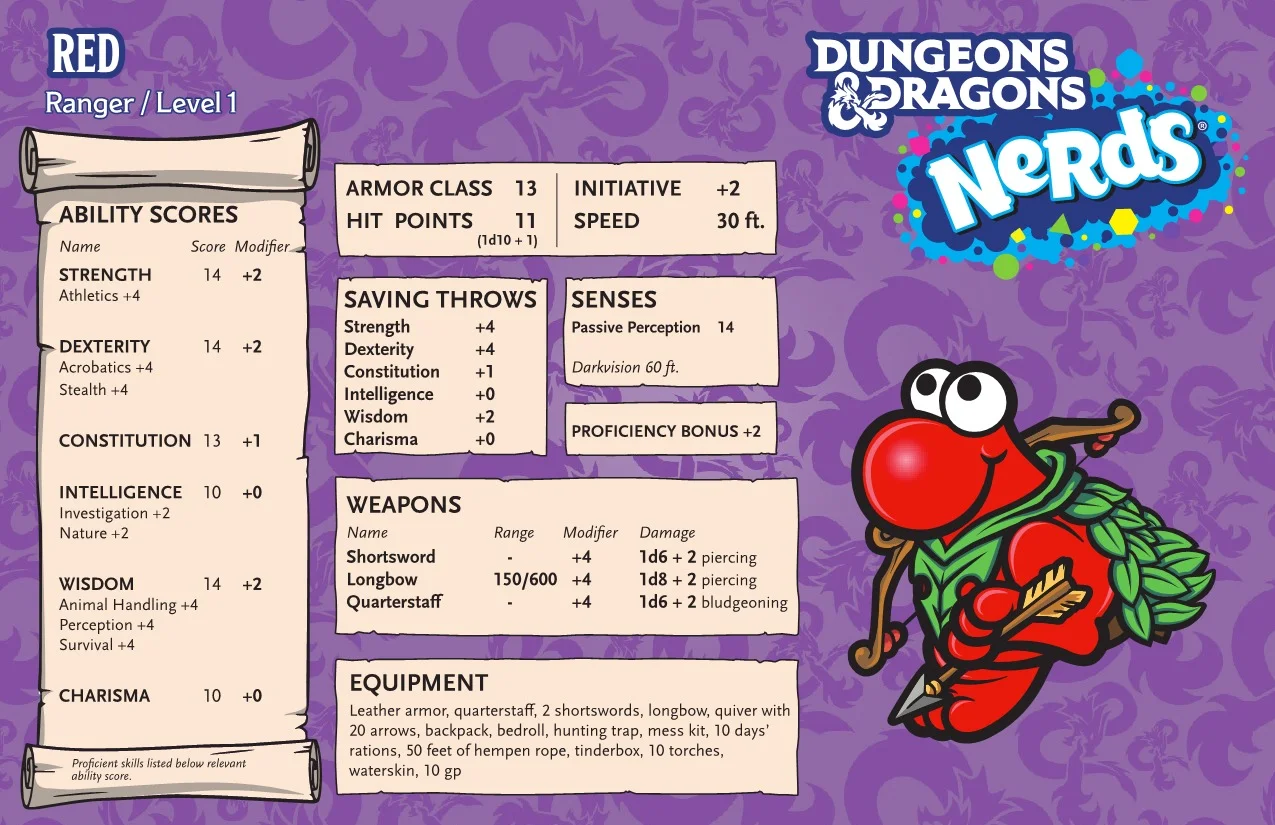 RED
Ranger / Level 1
ABILITY SCORES
Name Score Modifier
STRENGTH 14 +2
Athletics +4
DEXTERITY 14 +2
Acrobatics +4
Stealth +4
CONSTITUTION 13 +1
INTELLIGENCE 10 +0
Investigation +2
Nature +2
WISDOM 14 +2
Animal Handling +4
Perception +4
Survival +4
CHARISMA 10 +0
Proficient skills listed below relevant
ability score.
ARMOR CLASS 13
HIT POINTS 11
(1d10 + 1)
INITIATIVE +2
SPEED 30 ft.
SAVING THROWS
Strength +4
Dexterity +4
Constitution +1
Intelligence +0
Wisdom +2
Charisma +0
SENSES
Passive Perception 14
Darkvision 60 ft.
PROFICIENCY BONUS +2
WEAPONS
Name Range Modifier Damage
Shortsword - +4 1d6 + 2 piercing
Longbow 150/600 +4 1d8 + 2 piercing
Quarterstaff - +4 1d6 + 2 bludgeoning
EQUIPMENT
Leather armor, quarterstaff, 2 shortswords, longbow, quiver with
20 arrows, backpack, bedroll, hunting trap, mess kit, 10 days’
rations, 50 feet of hempen rope, tinderbox, 10 torches,
waterskin, 10 gp
DUNGEONS
& DRAGONS
NeRdS®